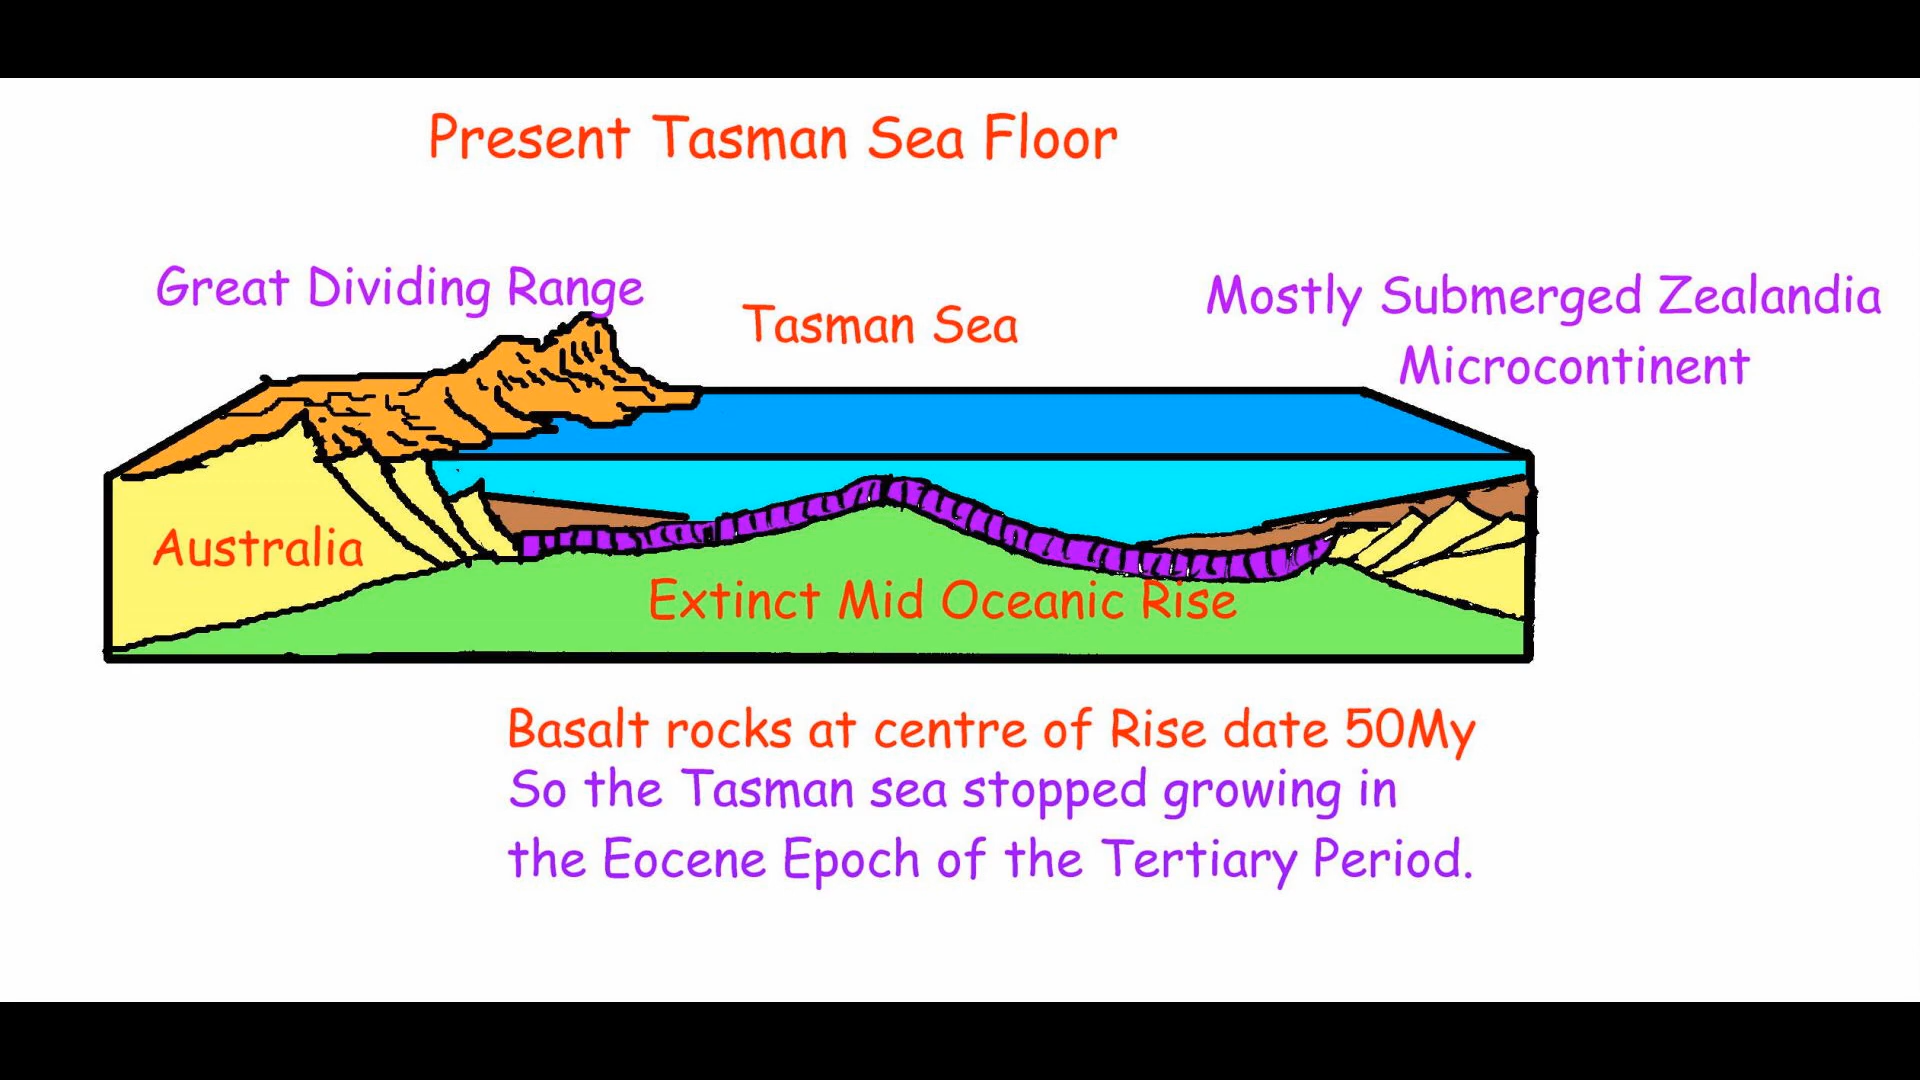 Present Tasman Sea Floor
Great Dividing Range
Tasman Sea
Mostly Submerged Zealandia
Microcontinent
Australia
Extinct Mid Oceanic Rise
Basalt rocks at centre of Rise date 50My
So the Tasman sea stopped growing in
the Eocene Epoch of the Tertiary Period.